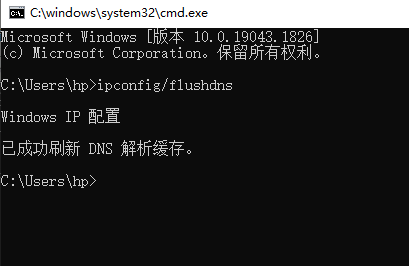 C:\windows\system32\cmd.exe
Microsoft Windows [版本 10.0.19043.1826]
(c) Microsoft Corporation。保留所有权利。
C:\Users\hp>ipconfig/flushdns
Windows IP 配置
已成功刷新 DNS 解析缓存。
C:\Users\hp>